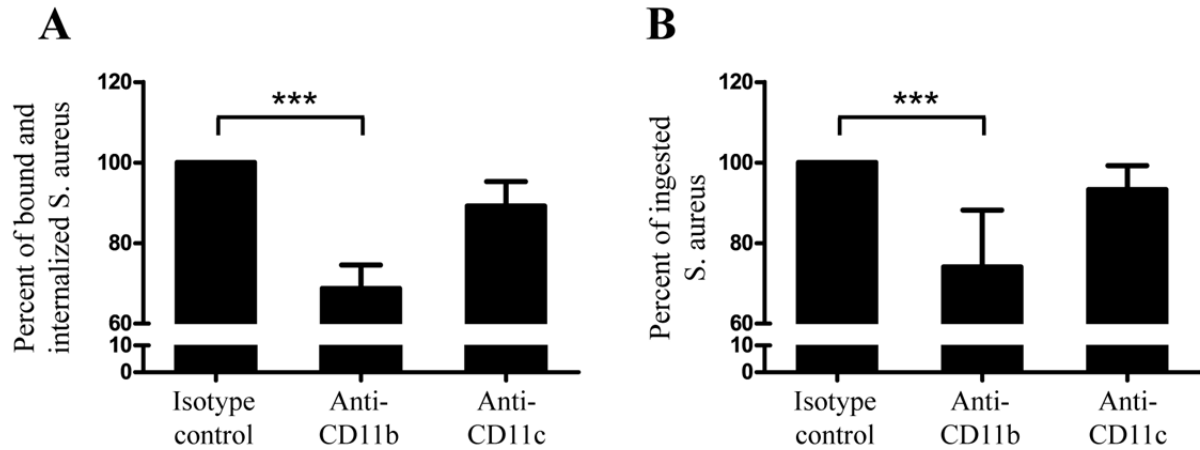 A
Percent of bound and
internalized S. aureus
120
100
80
60
10
0
***
Isotype
control
Anti-
CD11b
Anti-
CD11c
B
Percent of ingested
S. aureus
120
100
80
60
10
0
***
Isotype
control
Anti-
CD11b
Anti-
CD11c